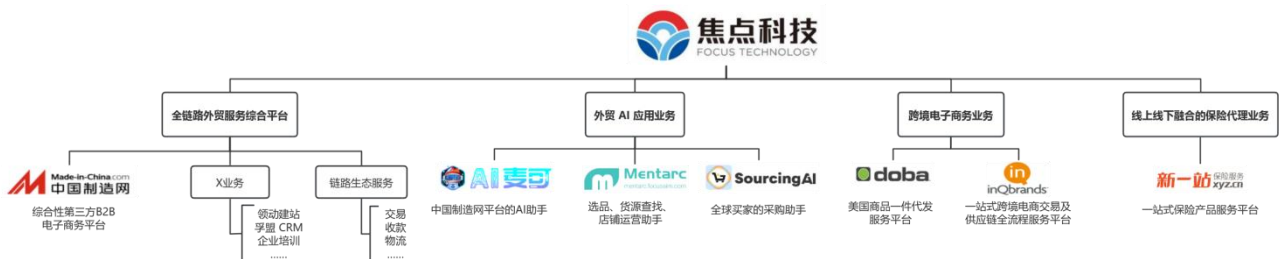 焦点科技
FOCUS TECHNOLOGY
全链路外贸服务综合平台
外贸 AI 应用业务
跨境电子商务业务
线上线下融合的保险代理业务
Made-in-China.com
中国制造网
综合性第三方B2B
电子商务平台
X业务
领动建站
孚盟 CRM
企业培训
......
链路生态服务
交易
收款
物流
......
AI麦可
中国制造网平台的AI助手
Mentarc
mentarc.focussem.com
选品、货源查找、
店铺运营助手
SourcingAI
全球买家的采购助手
doba
美国商品一件代发
服务平台
in
inQbrands
一站式跨境电商交易及
供应链全流程服务平台
新一站
保险服务
xyz.cn
一站式保险产品服务平台